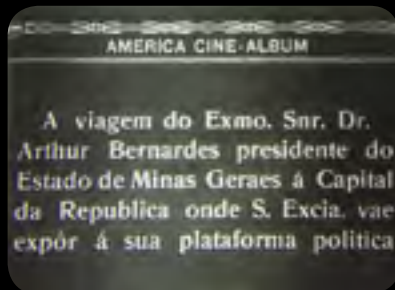 AMERICA CINE-ALBUM
A viagem do Exmo. Snr. Dr.
Arthur Bernardes presidente do
Estado de Minas Geraes á Capital
da Republica onde S. Excia. vae
expôr á sua plataforma politica